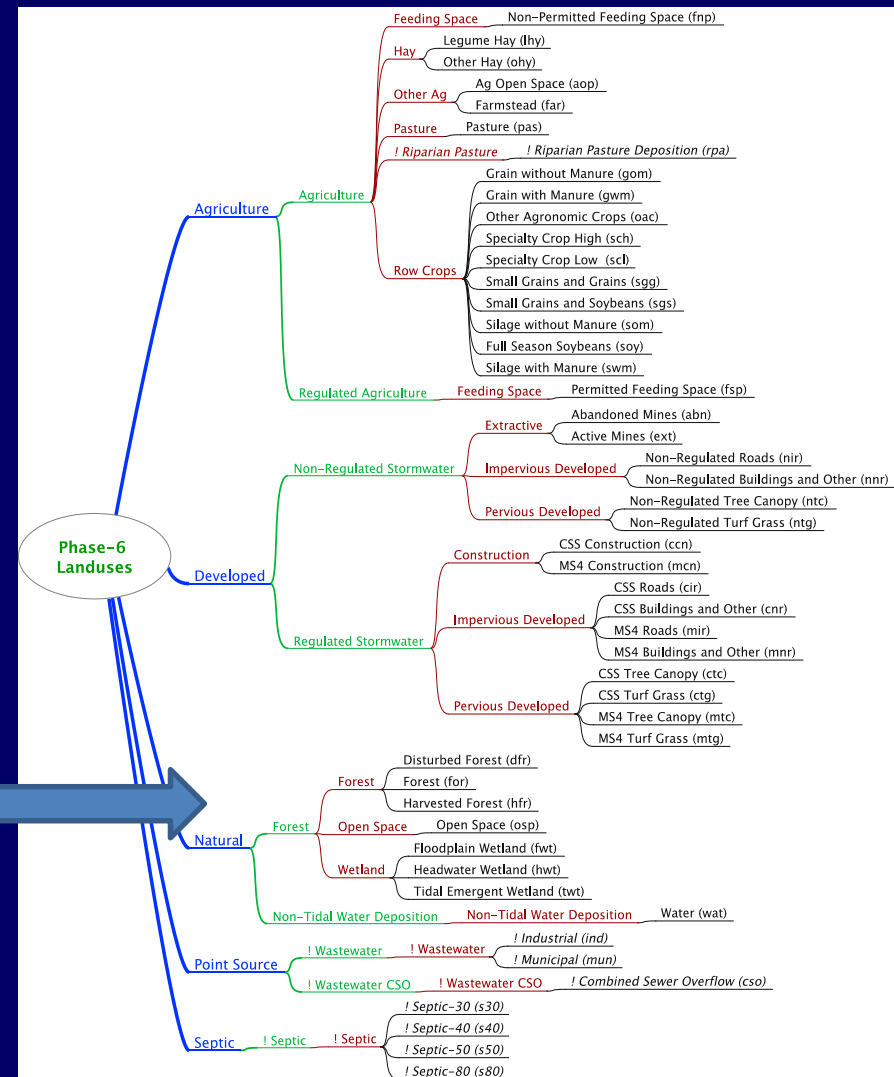 Phase-6
Landuses
Agriculture
Agriculture
Feeding Space
Non-Permitted Feeding Space (fnp)
Hay
Legume Hay (lhy)
Other Hay (ohy)
Other Ag
Ag Open Space (aop)
Farmstead (far)
Pasture
Pasture (pas)
! Riparian Pasture
! Riparian Pasture Deposition (rpa)
Row Crops
Grain without Manure (gom)
Grain with Manure (gwm)
Other Agronomic Crops (oac)
Specialty Crop High (sch)
Specialty Crop Low (scl)
Small Grains and Grains (sgg)
Small Grains and Soybeans (sgs)
Silage without Manure (som)
Full Season Soybeans (soy)
Silage with Manure (swm)
Regulated Agriculture
Feeding Space
Permitted Feeding Space (fsp)
Developed
Non-Regulated Stormwater
Extractive
Abandoned Mines (abn)
Active Mines (ext)
Impervious Developed
Non-Regulated Roads (nir)
Non-Regulated Buildings and Other (nnr)
Pervious Developed
Non-Regulated Tree Canopy (ntc)
Non-Regulated Turf Grass (ntg)
Regulated Stormwater
Construction
CSS Construction (ccn)
MS4 Construction (mcn)
Impervious Developed
CSS Roads (cir)
CSS Buildings and Other (cnr)
MS4 Roads (mir)
MS4 Buildings and Other (mnr)
Pervious Developed
CSS Tree Canopy (ctc)
CSS Turf Grass (ctg)
MS4 Tree Canopy (mtc)
MS4 Turf Grass (mtg)
Natural
Forest
Forest
Disturbed Forest (dfr)
Forest (for)
Harvested Forest (hfr)
Open Space
Open Space (osp)
Wetland
Floodplain Wetland (fwt)
Headwater Wetland (hwt)
Tidal Emergent Wetland (twt)
Non-Tidal Water Deposition
Non-Tidal Water Deposition
Water (wat)
Point Source
! Wastewater
! Wastewater
! Industrial (ind)
! Municipal (mun)
! Wastewater CSO
! Wastewater CSO
! Combined Sewer Overflow (cso)
Septic
! Septic
! Septic
! Septic-30 (s30)
! Septic-40 (s40)
! Septic-50 (s50)
! Septic-80 (s80)